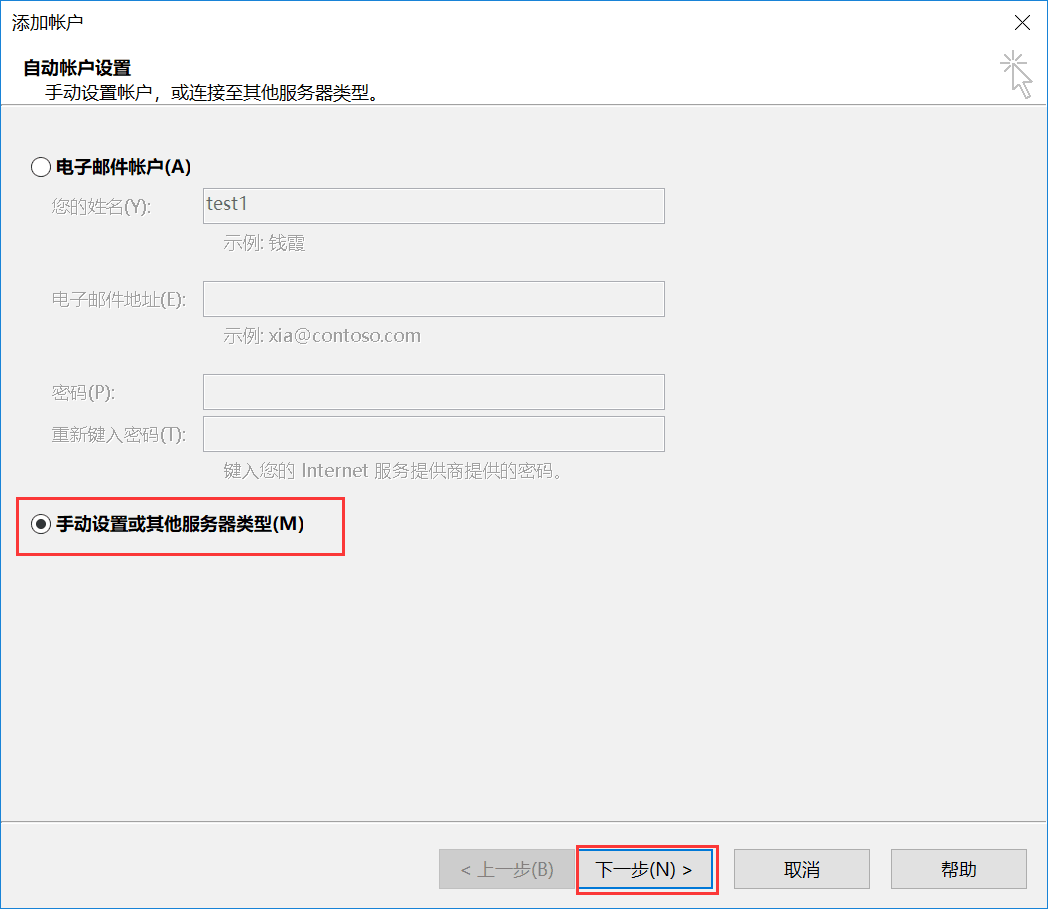 添加帐户
自动帐户设置
手动设置帐户，或连接至其他服务器类型。
电子邮件帐户(A)
您的姓名(Y): test1
示例: 钱霞
电子邮件地址(E):
示例: xia@contoso.com
密码(P):
重新键入密码(T):
键入您的 Internet 服务提供商提供的密码。
手动设置或其他服务器类型(M)
< 上一步(B) 下一步(N) > 取消 帮助